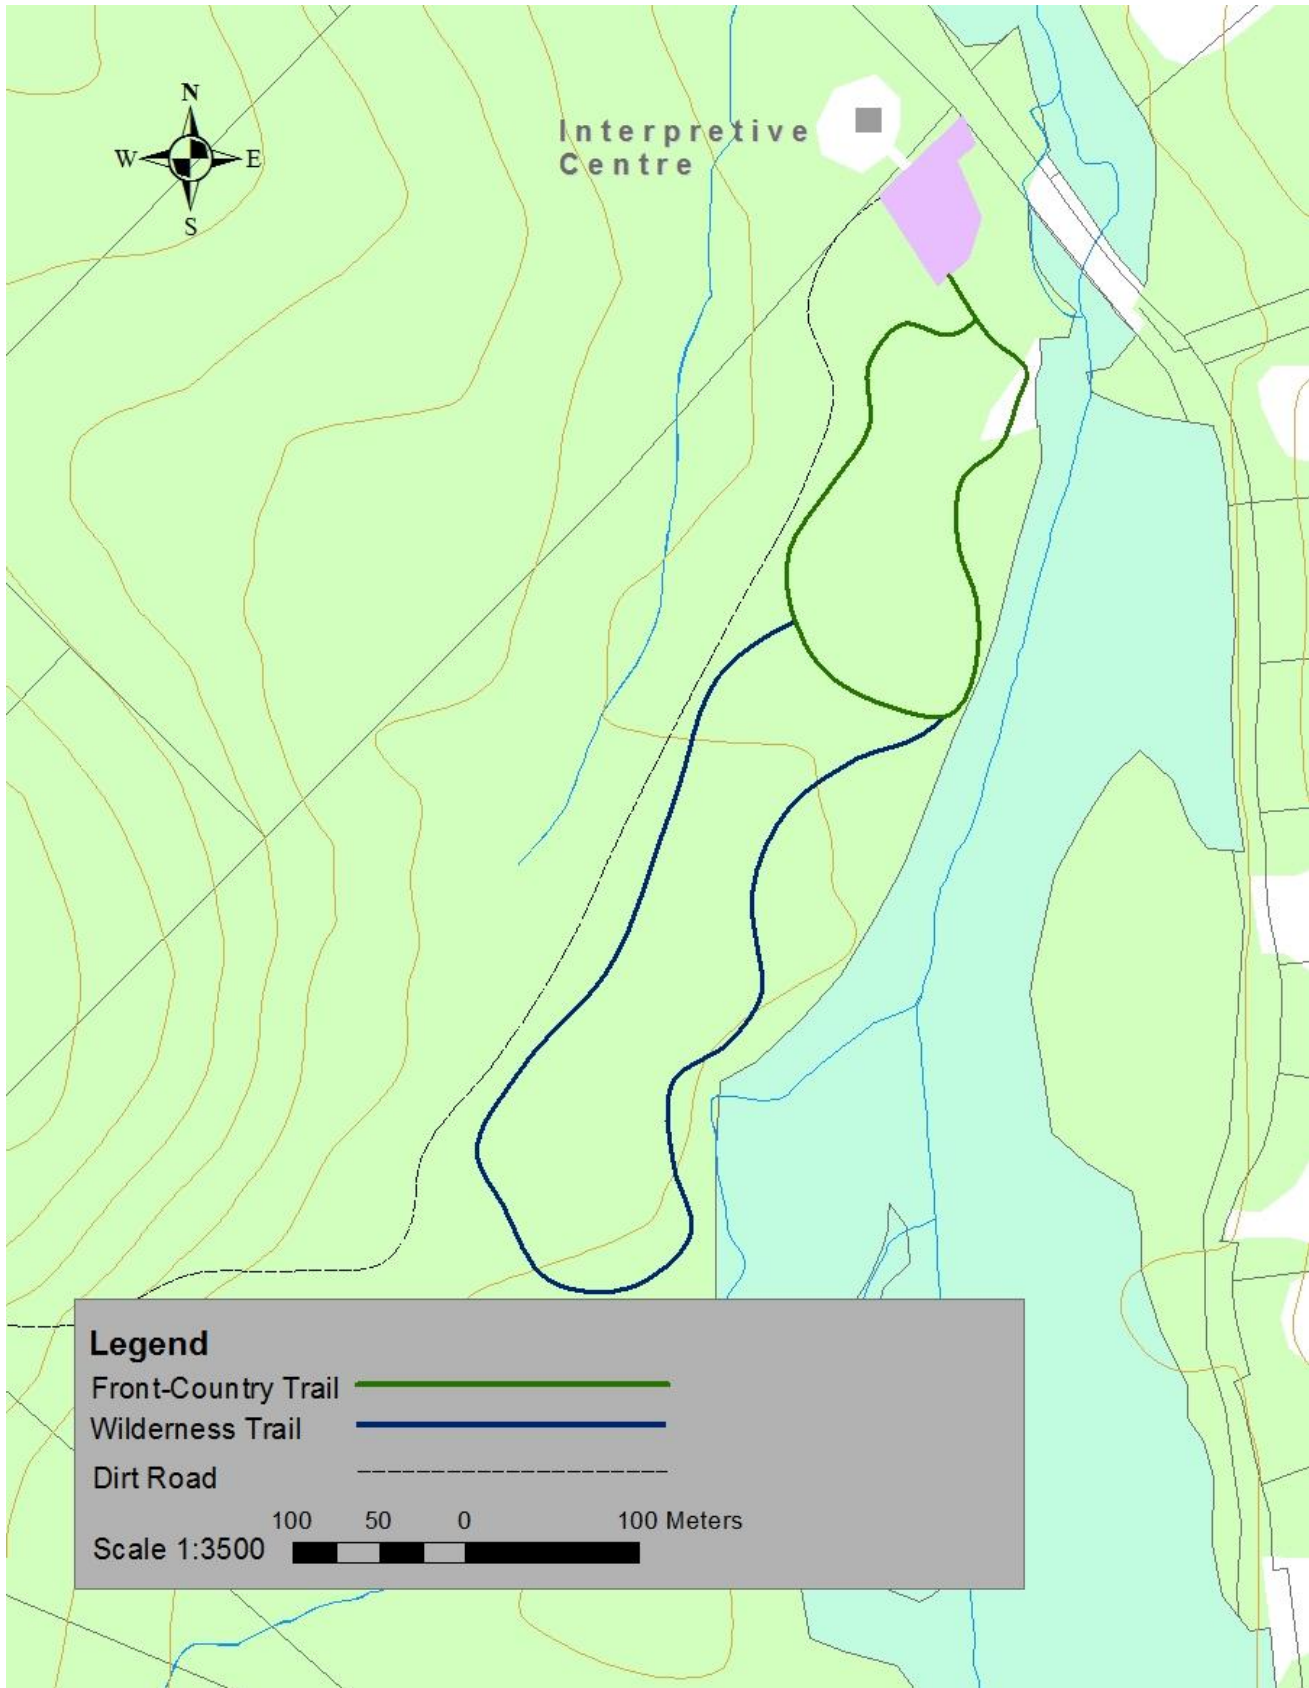 N
W E
S
Interpretive
Centre
Legend
Front-Country Trail
Wilderness Trail
Dirt Road
100 50 0 100 Meters
Scale 1:3500